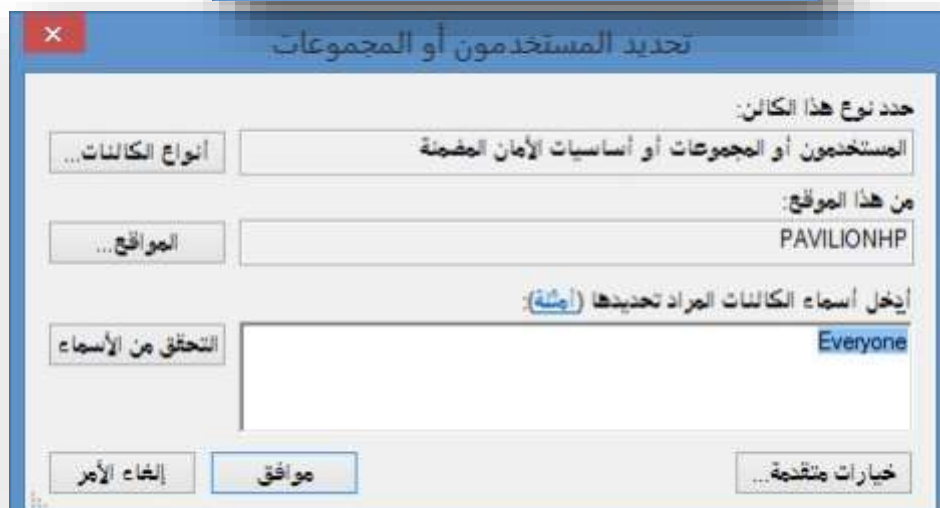 تحديد المستخدمون أو المجموعات
حدد نوع هذا الكائن:
المستخدمون أو المجموعات أو أساسيات الأمان المضمنة
أنواع الكائنات...
من هذا الموقع:
PAVILIONHP
المواقع...
أدخل أسماء الكائنات المراد تحديدها (أمثلة):
Everyone
التحقق من الأسماء
خيارات متقدمة...
موافق
إلغاء الأمر